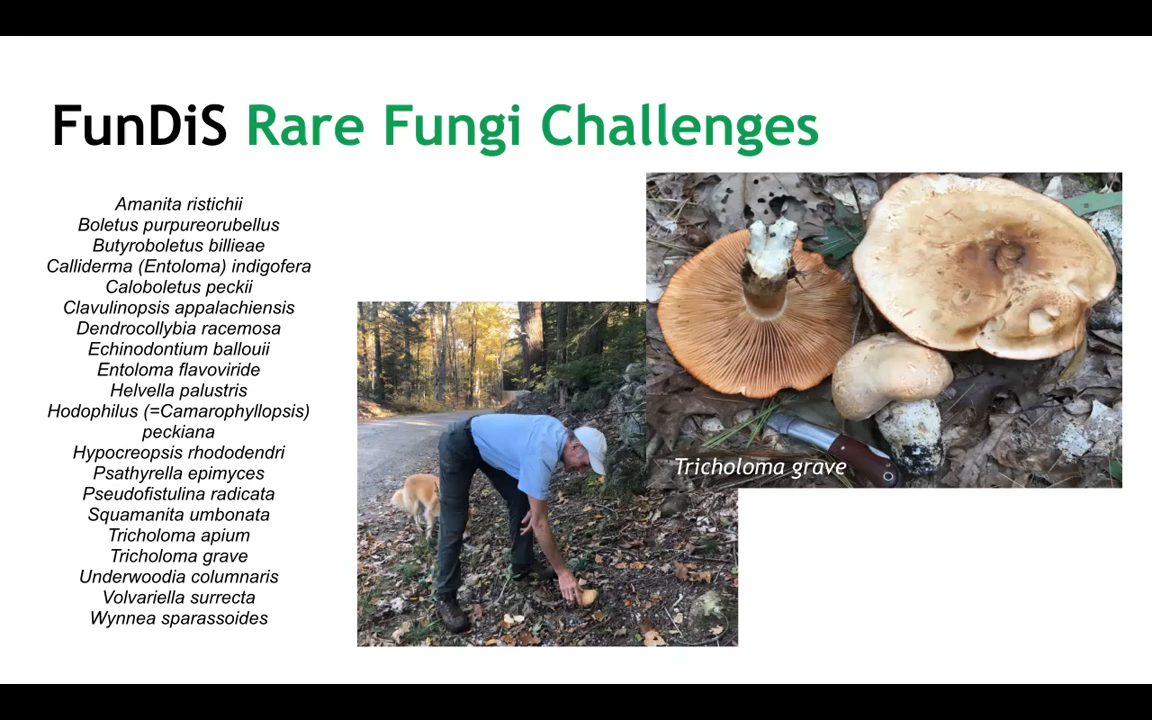 FunDiS Rare Fungi Challenges
Amanita ristichii
Boletus purpureorubellus
Butyroboletus billieae
Calliderma (Entoloma) indigofera
Caloboletus peckii
Clavulinopsis appalachiensis
Dendrocollybia racemosa
Echinodontium ballouii
Entoloma flavoviride
Helvella palustris
Hodophilus (=Camarophyllopsis)
peckiana
Hypocreopsis rhododendri
Psathyrella epimyces
Pseudofistulina radicata
Squamanita umbonata
Tricholoma apium
Tricholoma grave
Underwoodia columnaris
Volvariella surrecta
Wynnea sparassoides
Tricholoma grave